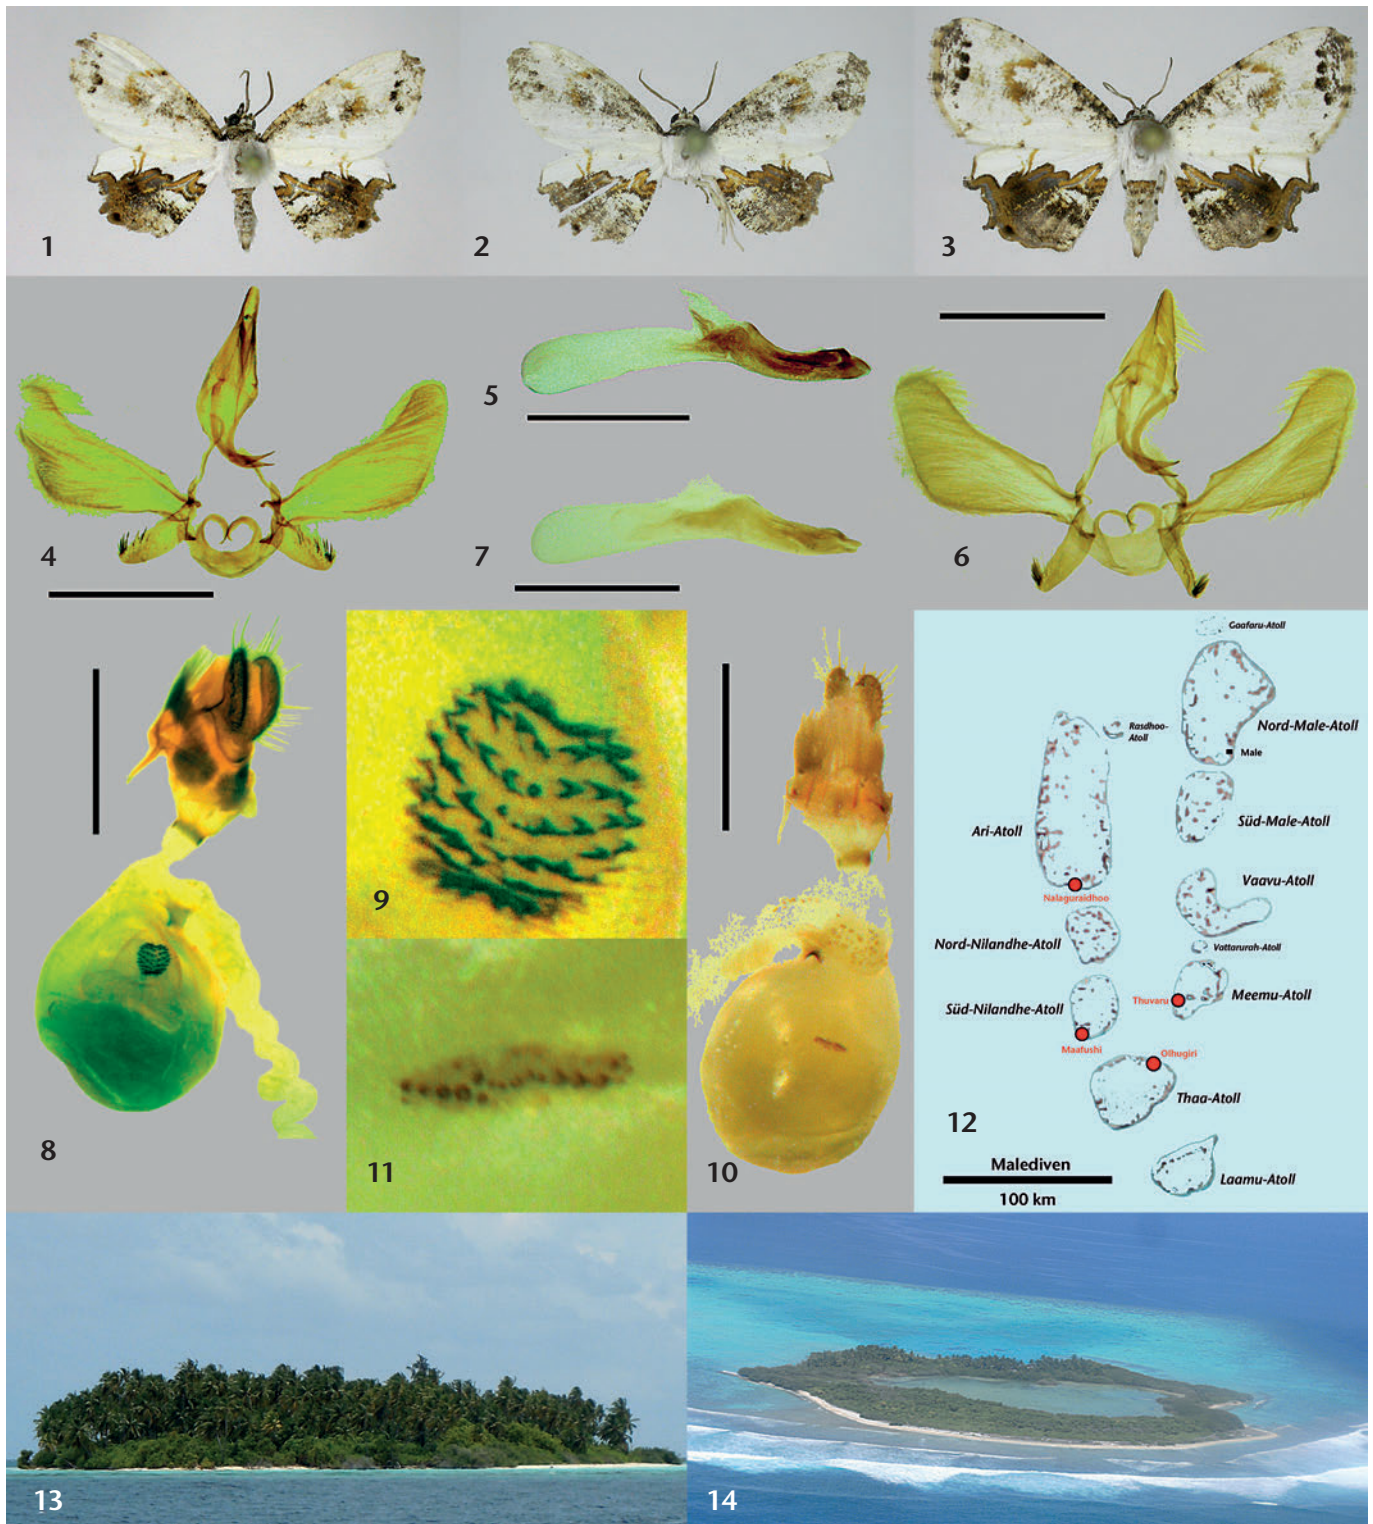 1
2
3
4
5
6
7
8
9
10
11
12
Gaafaru-Atoll
Nord-Male-Atoll
Rasdhoo-
Atoll
Male
Ari-Atoll
Süd-Male-Atoll
Nalaguraidhoo
Vaavu-Atoll
Nord-Nilandhe-Atoll
Vattarurah-Atoll
Thuvaru
Meemu-Atoll
Süd-Nilandhe-Atoll
Maafushi
Olhugiri
Thaa-Atoll
Malediven
100 km
Laamu-Atoll
13
14